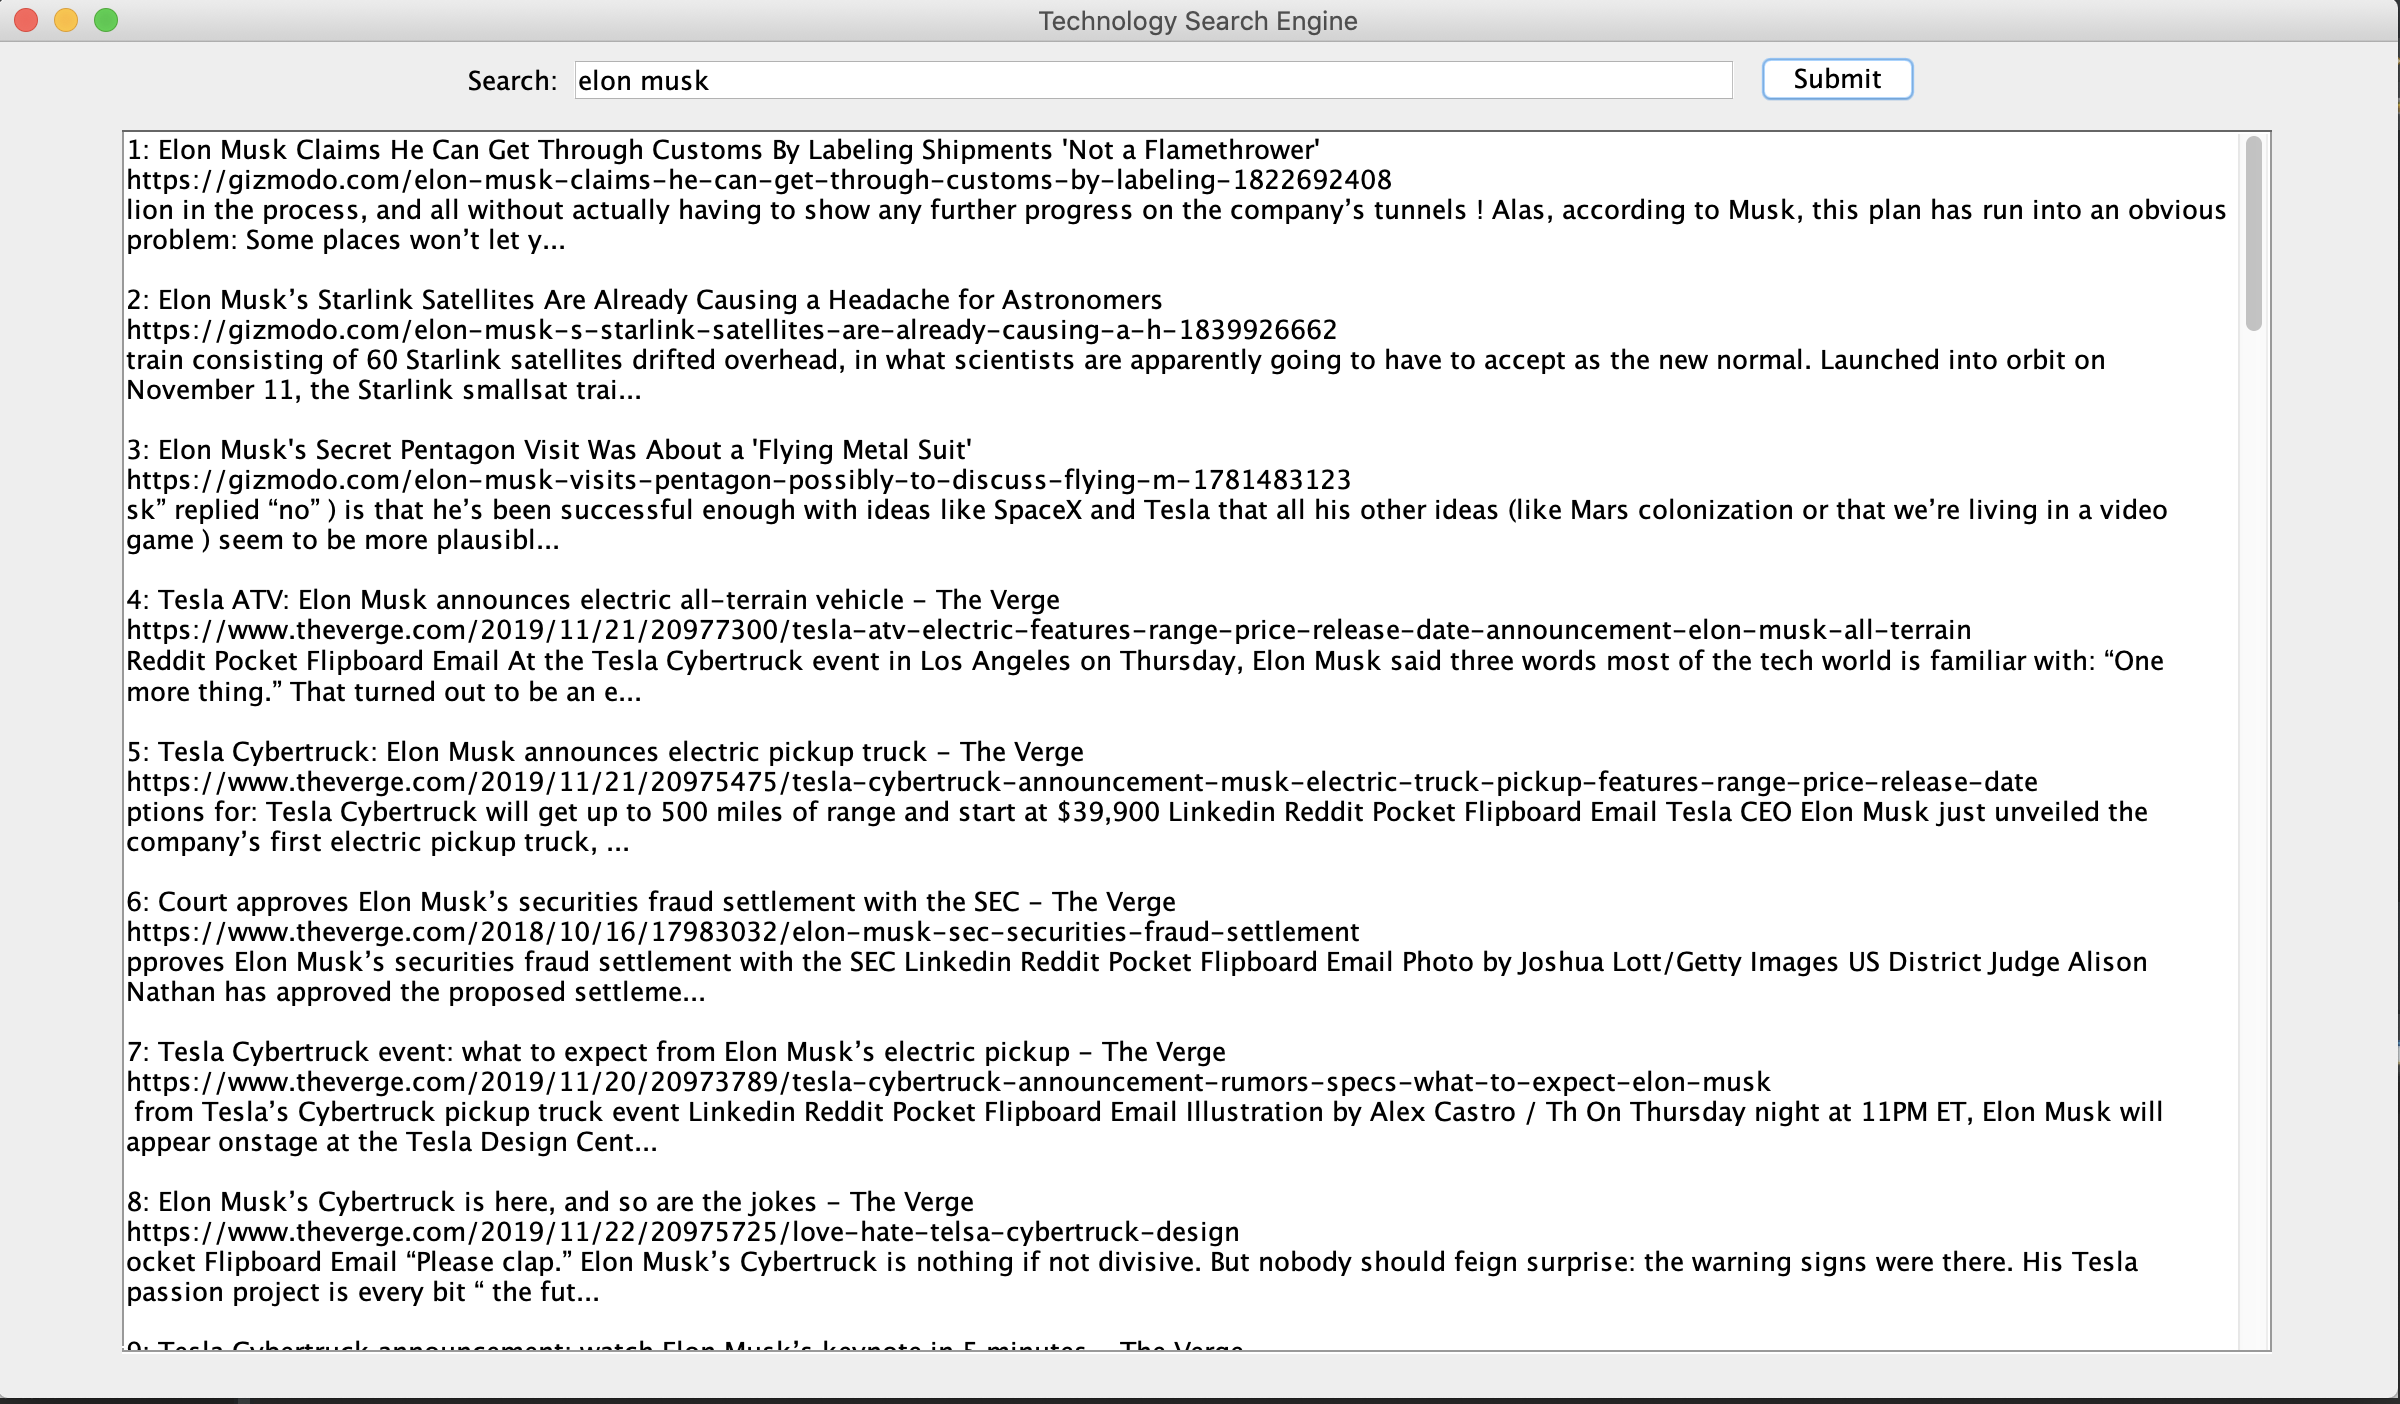 Technology Search Engine
Search: elon musk Submit
1: Elon Musk Claims He Can Get Through Customs By Labeling Shipments 'Not a Flamethrower'
https://gizmodo.com/elon-musk-claims-he-can-get-through-customs-by-labeling-1822692408
lion in the process, and all without actually having to show any further progress on the company’s tunnels ! Alas, according to Musk, this plan has run into an obvious
problem: Some places won’t let y...
2: Elon Musk’s Starlink Satellites Are Already Causing a Headache for Astronomers
https://gizmodo.com/elon-musk-s-starlink-satellites-are-already-causing-a-h-1839926662
train consisting of 60 Starlink satellites drifted overhead, in what scientists are apparently going to have to accept as the new normal. Launched into orbit on
November 11, the Starlink smallsat trai...
3: Elon Musk's Secret Pentagon Visit Was About a 'Flying Metal Suit'
https://gizmodo.com/elon-musk-visits-pentagon-possibly-to-discuss-flying-m-1781483123
sk” replied “no” ) is that he’s been successful enough with ideas like SpaceX and Tesla that all his other ideas (like Mars colonization or that we’re living in a video
game ) seem to be more plausibl...
4: Tesla ATV: Elon Musk announces electric all-terrain vehicle - The Verge
https://www.theverge.com/2019/11/21/20977300/tesla-atv-electric-features-range-price-release-date-announcement-elon-musk-all-terrain
Reddit Pocket Flipboard Email At the Tesla Cybertruck event in Los Angeles on Thursday, Elon Musk said three words most of the tech world is familiar with: “One
more thing.” That turned out to be an e...
5: Tesla Cybertruck: Elon Musk announces electric pickup truck - The Verge
https://www.theverge.com/2019/11/21/20975475/tesla-cybertruck-announcement-musk-electric-truck-pickup-features-range-price-release-date
ptions for: Tesla Cybertruck will get up to 500 miles of range and start at $39,900 Linkedin Reddit Pocket Flipboard Email Tesla CEO Elon Musk just unveiled the
company’s first electric pickup truck, ...
6: Court approves Elon Musk’s securities fraud settlement with the SEC - The Verge
https://www.theverge.com/2018/10/16/17983032/elon-musk-sec-securities-fraud-settlement
pproves Elon Musk’s securities fraud settlement with the SEC Linkedin Reddit Pocket Flipboard Email Photo by Joshua Lott/Getty Images US District Judge Alison
Nathan has approved the proposed settleme...
7: Tesla Cybertruck event: what to expect from Elon Musk’s electric pickup - The Verge
https://www.theverge.com/2019/11/20/20973789/tesla-cybertruck-announcement-rumors-specs-what-to-expect-elon-musk
from Tesla’s Cybertruck pickup truck event Linkedin Reddit Pocket Flipboard Email Illustration by Alex Castro / Th On Thursday night at 11PM ET, Elon Musk will
appear onstage at the Tesla Design Cent...
8: Elon Musk’s Cybertruck is here, and so are the jokes - The Verge
https://www.theverge.com/2019/11/22/20975725/love-hate-telsa-cybertruck-design
ocket Flipboard Email “Please clap.” Elon Musk’s Cybertruck is nothing if not divisive. But nobody should feign surprise: the warning signs were there. His Tesla
passion project is every bit “ the fut...
9: Tesla Cybertruck announcement: watch Elon Musk’s keynote in 5 minutes - The Verge